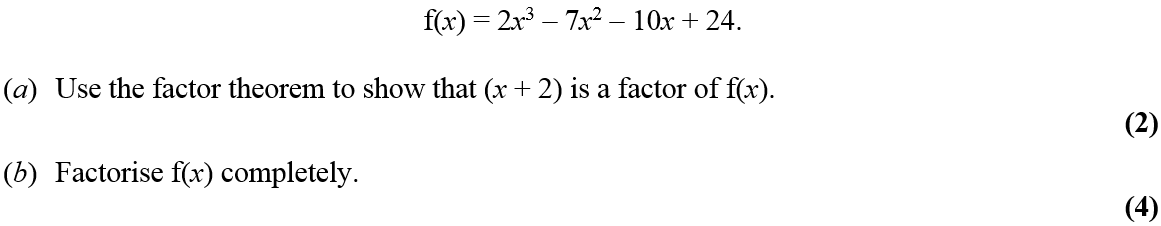 f(x) = 2x³ – 7x² – 10x + 24.
(a) Use the factor theorem to show that (x + 2) is a factor of f(x).
(2)
(b) Factorise f(x) completely.
(4)